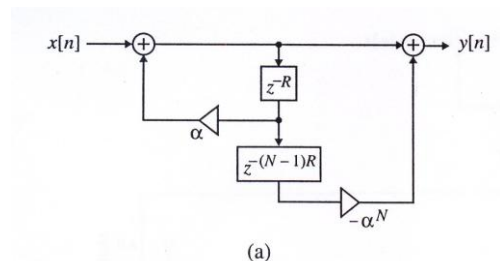 x[n] + + y[n]
z^{-R}
α
z^{-(N-1)R}
-α^N
(a)